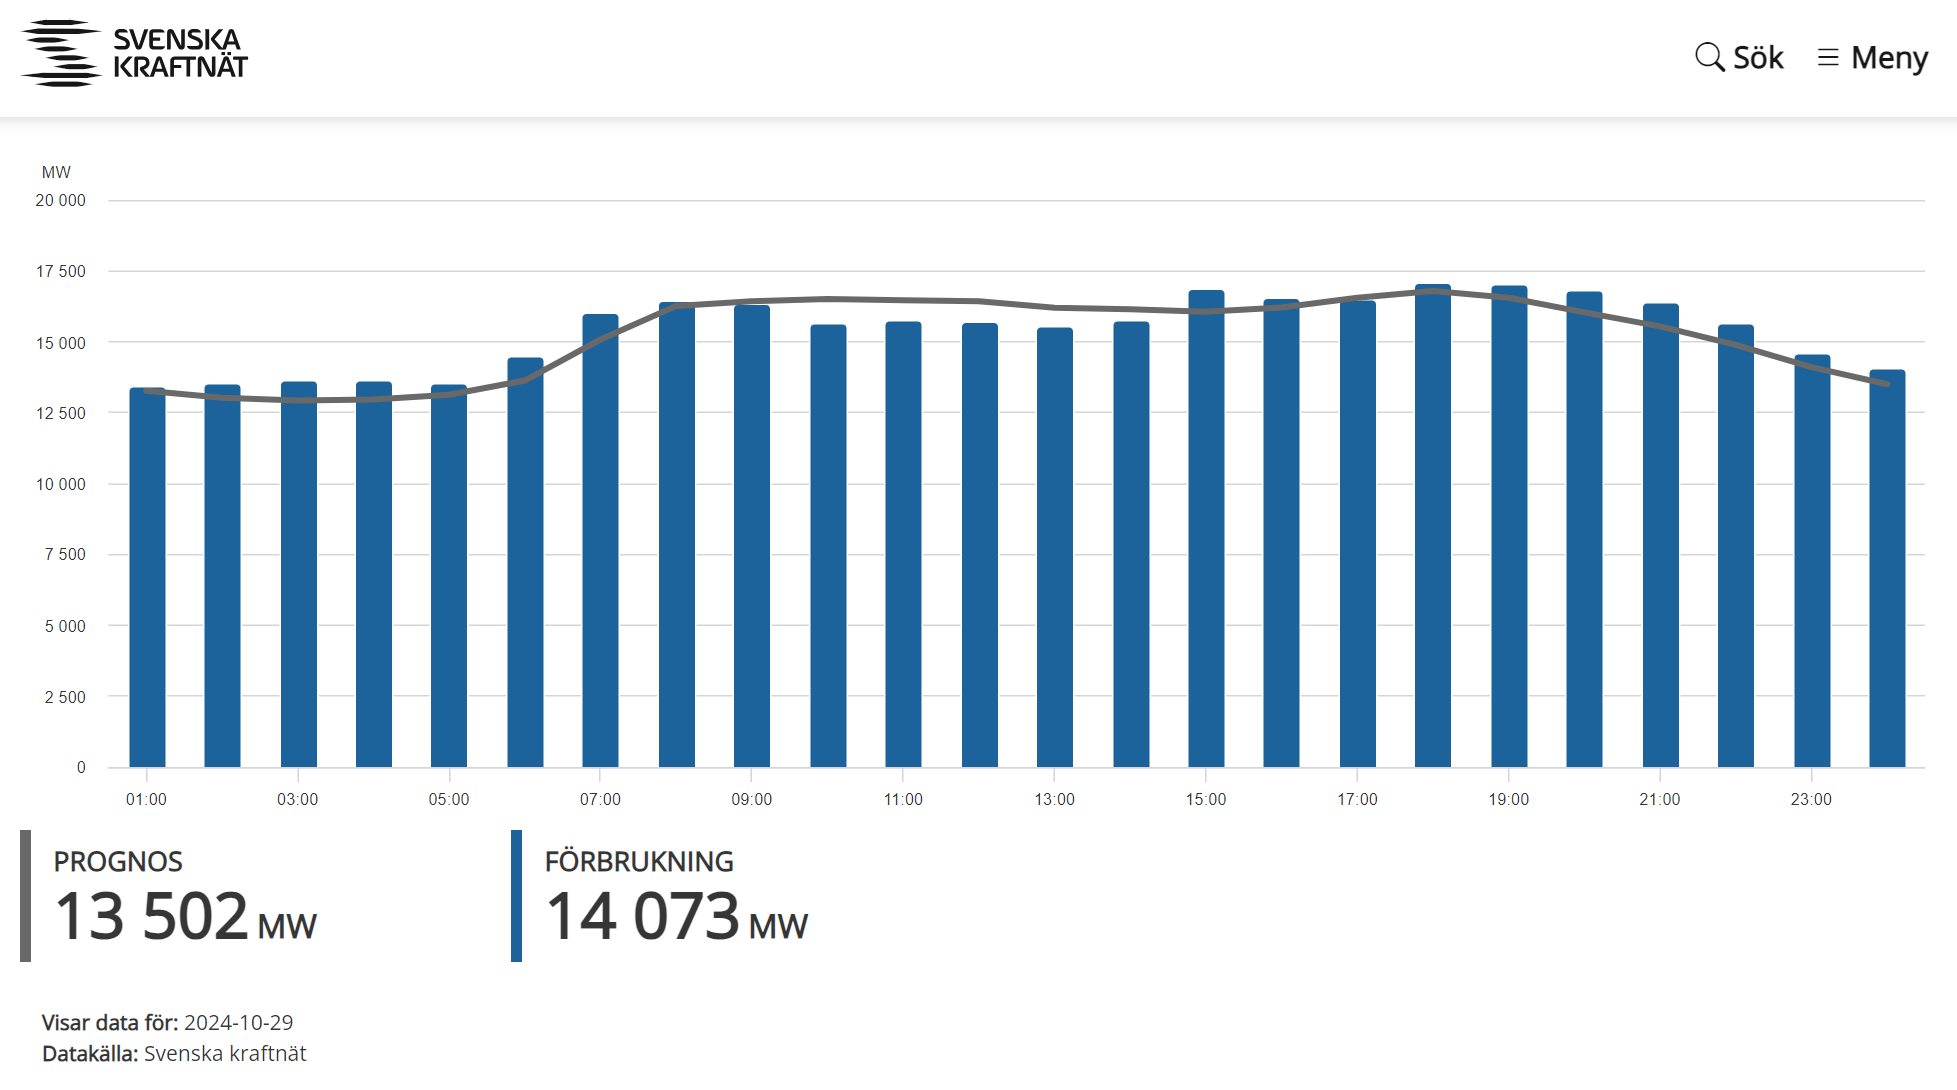 SVENSKA
KRAFTNÄT
Sök
Meny
MW
20 000
17 500
15 000
12 500
10 000
7 500
5 000
2 500
0
01:00 03:00 05:00 07:00 09:00 11:00 13:00 15:00 17:00 19:00 21:00 23:00
PROGNOS
13 502 MW
FÖRBRUKNING
14 073 MW
Visar data för: 2024-10-29
Datakälla: Svenska kraftnät